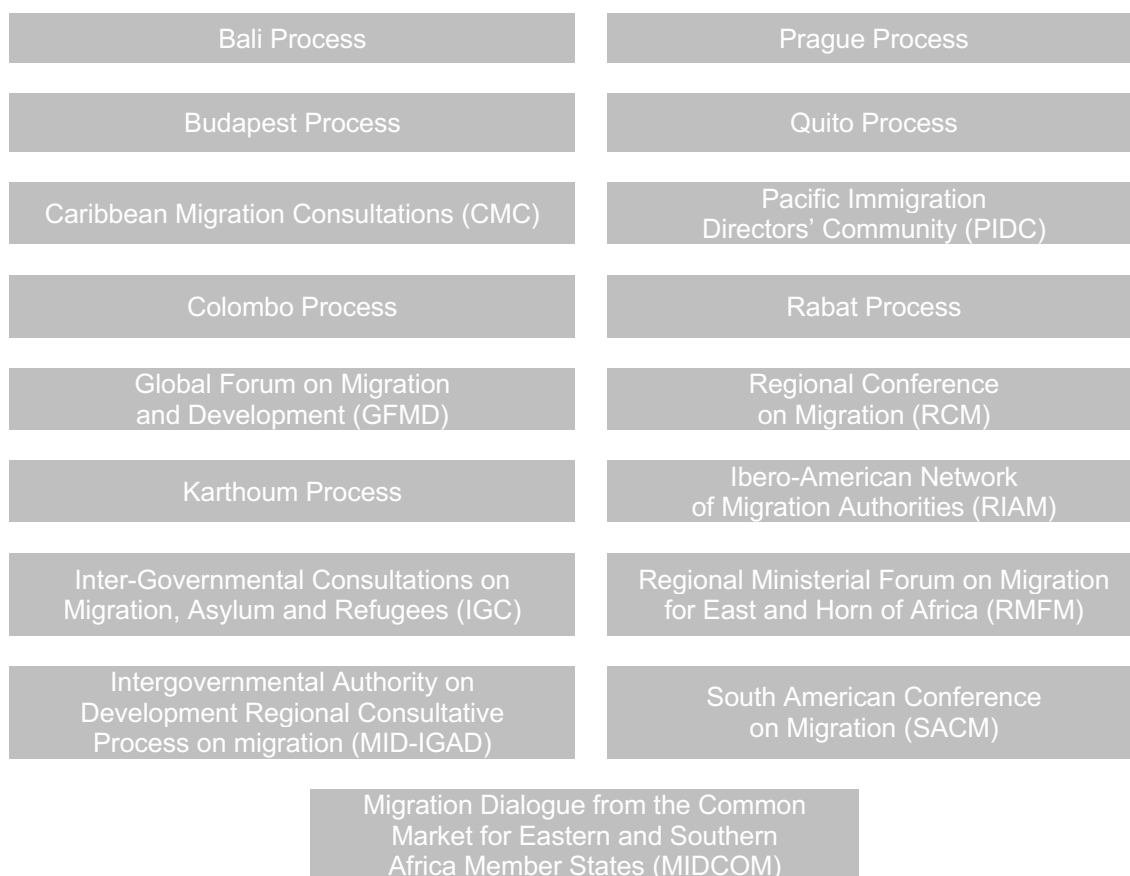 Bali Process
Prague Process
Budapest Process
Quito Process
Caribbean Migration Consultations (CMC)
Pacific Immigration
Directors’ Community (PIDC)
Colombo Process
Rabat Process
Global Forum on Migration
and Development (GFMD)
Regional Conference
on Migration (RCM)
Karthoum Process
Ibero-American Network
of Migration Authorities (RIAM)
Inter-Governmental Consultations on
Migration, Asylum and Refugees (IGC)
Regional Ministerial Forum on Migration
for East and Horn of Africa (RMFM)
Intergovernmental Authority on
Development Regional Consultative
Process on migration (MID-IGAD)
South American Conference
on Migration (SACM)
Migration Dialogue from the Common
Market for Eastern and Southern
Africa Member States (MIDCOM)